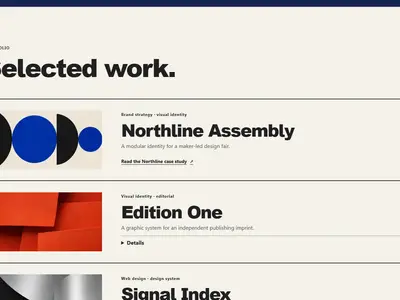 Selected work.
Brand strategy · visual identity
Northline Assembly
A modular identity for a maker-led design fair.
Read the Northline case study ↗
Visual identity · editorial
Edition One
A graphic system for an independent publishing imprint.
▶ Details
Web design · design system
Signal Index